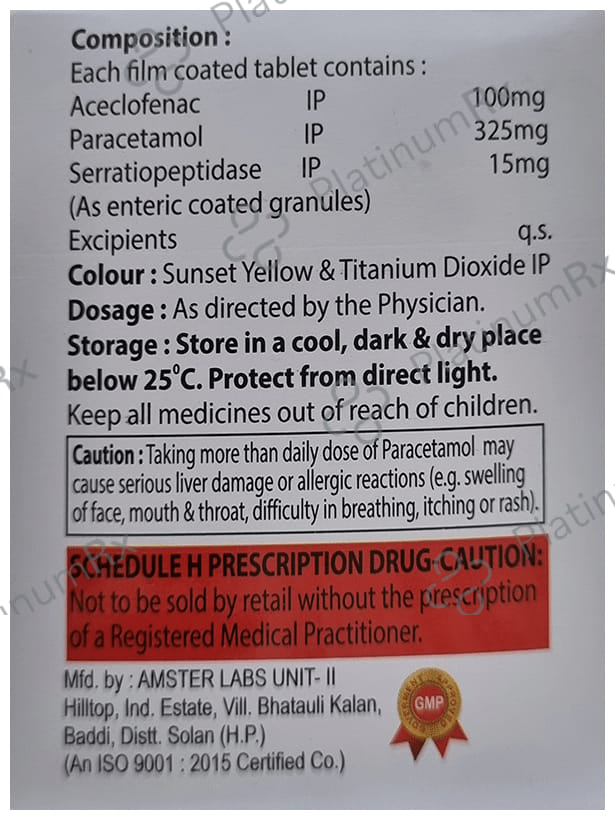 Composition :
Each film coated tablet contains :
Aceclofenac IP 100mg
Paracetamol IP 325mg
Serratiopeptidase IP 15mg
(As enteric coated granules)
Excipients q.s.
Colour : Sunset Yellow & Titanium Dioxide IP
Dosage : As directed by the Physician.
Storage : Store in a cool, dark & dry place
below 25⁰C. Protect from direct light.
Keep all medicines out of reach of children.
Caution : Taking more than daily dose of Paracetamol may
cause serious liver damage or allergic reactions (e.g. swelling
of face, mouth & throat, difficulty in breathing, itching or rash).
SCHEDULE H PRESCRIPTION DRUG-CAUTION:
Not to be sold by retail without the prescription
of a Registered Medical Practitioner.
Mfd. by : AMSTER LABS UNIT- II
Hilltop, Ind. Estate, Vill. Bhatauli Kalan,
Baddi, Distt. Solan (H.P.)
(An ISO 9001 : 2015 Certified Co.)
GMP
PlatinumRx
PlatinumRx